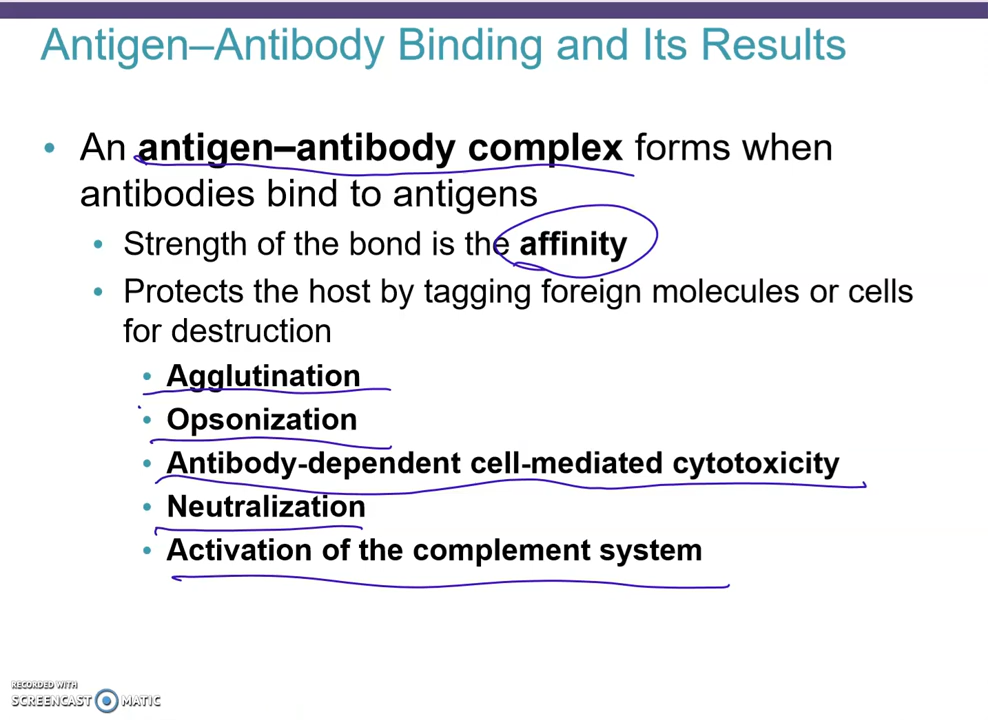 Antigen–Antibody Binding and Its Results
• An antigen–antibody complex forms when
antibodies bind to antigens
• Strength of the bond is the affinity
• Protects the host by tagging foreign molecules or cells
for destruction
• Agglutination
• Opsonization
• Antibody-dependent cell-mediated cytotoxicity
• Neutralization
• Activation of the complement system
RECORDED WITH
SCREENCAST MATIC